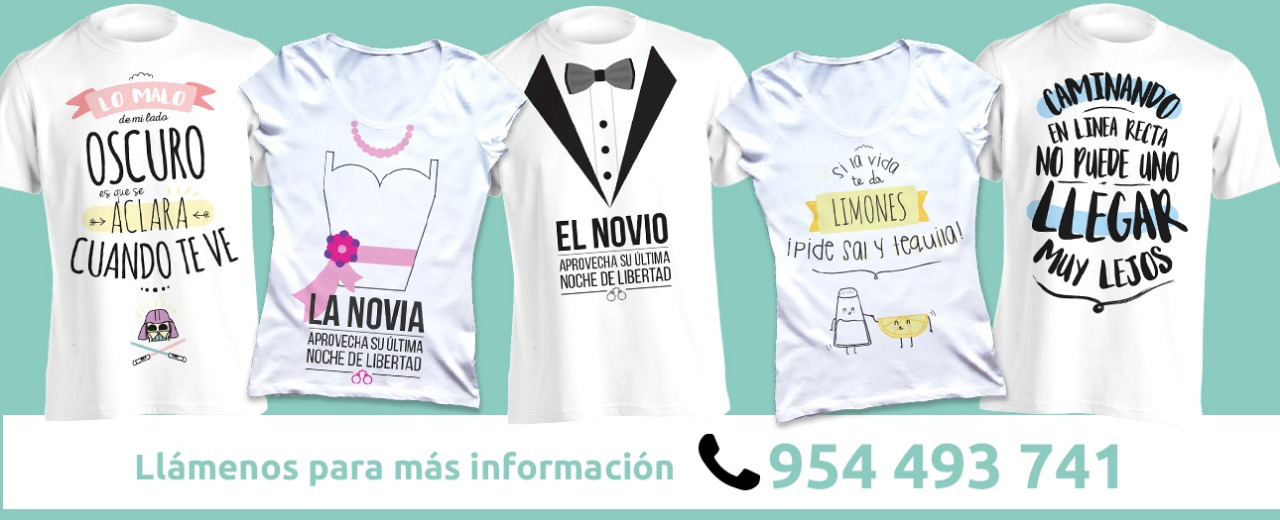 LO MALO
de mi lado
OSCURO
es que se
ACLARA
CUANDO TE VE
LA NOVIA
APROVECHA SU ÚLTIMA
NOCHE DE LIBERTAD
EL NOVIO
APROVECHA SU ÚLTIMA
NOCHE DE LIBERTAD
Si la vida
te da
LIMONES
¡Pide sal y tequila!
CAMINANDO
EN LINEA RECTA
NO PUEDE UNO
LLEGAR
MUY LEJOS
Llámenos para más información
954 493 741